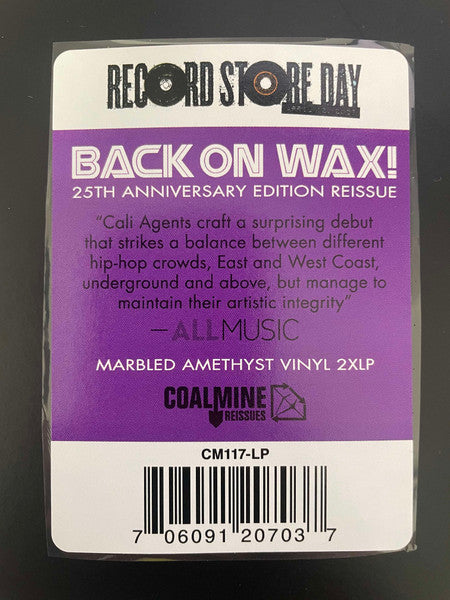 RECORD STORE DAY
BACK ON WAX!
25TH ANNIVERSARY EDITION REISSUE
"Cali Agents craft a surprising debut
that strikes a balance between different
hip-hop crowds, East and West Coast,
underground and above, but manage to
maintain their artistic integrity"
—ALLMUSIC
MARBLED AMETHYST VINYL 2XLP
COALMINE
REISSUES
CM117-LP
7 06091 20703 7